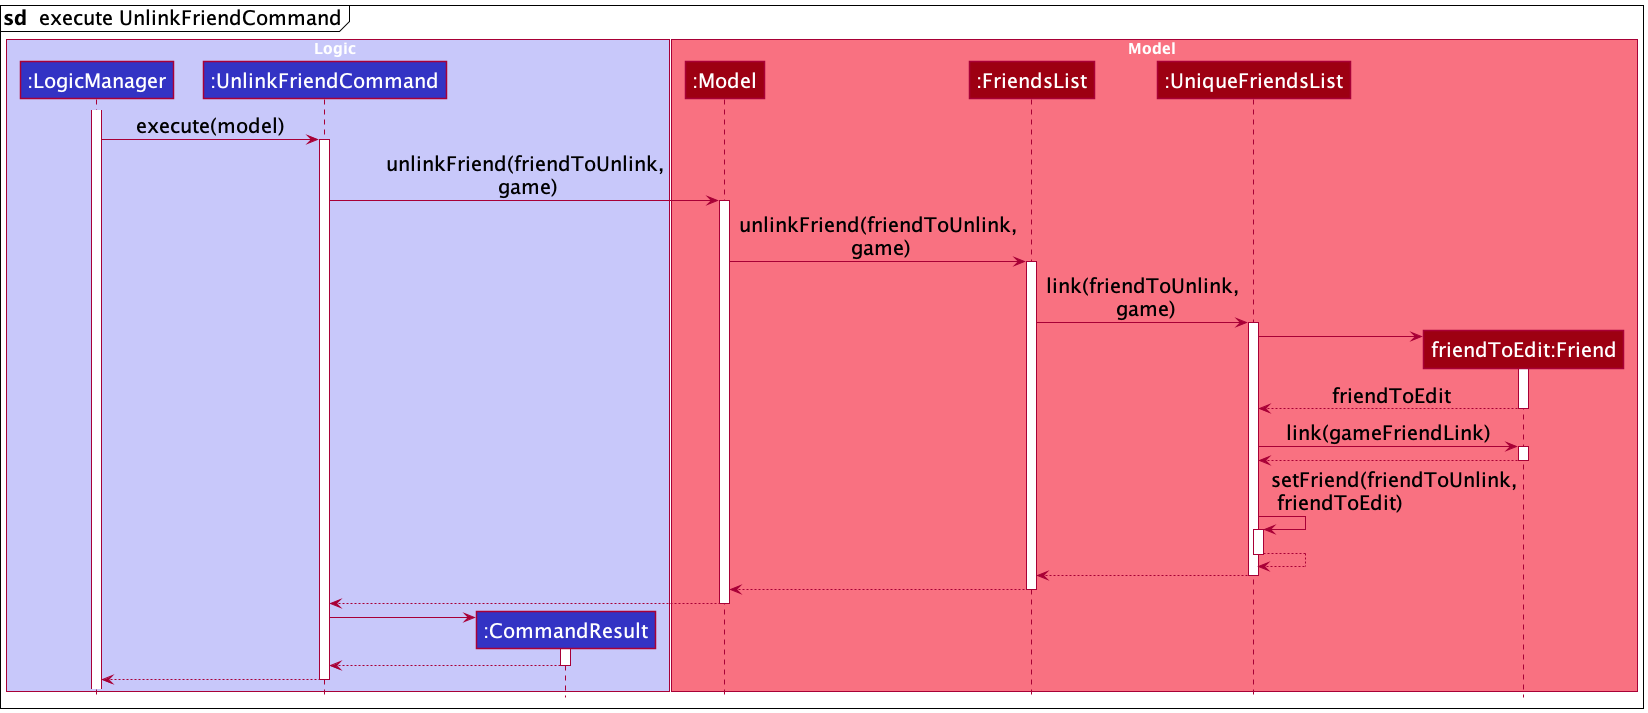 sd execute UnlinkFriendCommand
Logic
Model
:LogicManager
:UnlinkFriendCommand
:Model
:FriendsList
:UniqueFriendsList
execute(model)
unlinkFriend(friendToUnlink,
game)
unlinkFriend(friendToUnlink,
game)
link(friendToUnlink,
game)
friendToEdit:Friend
friendToEdit
link(gameFriendLink)
setFriend(friendToUnlink,
friendToEdit)
:CommandResult